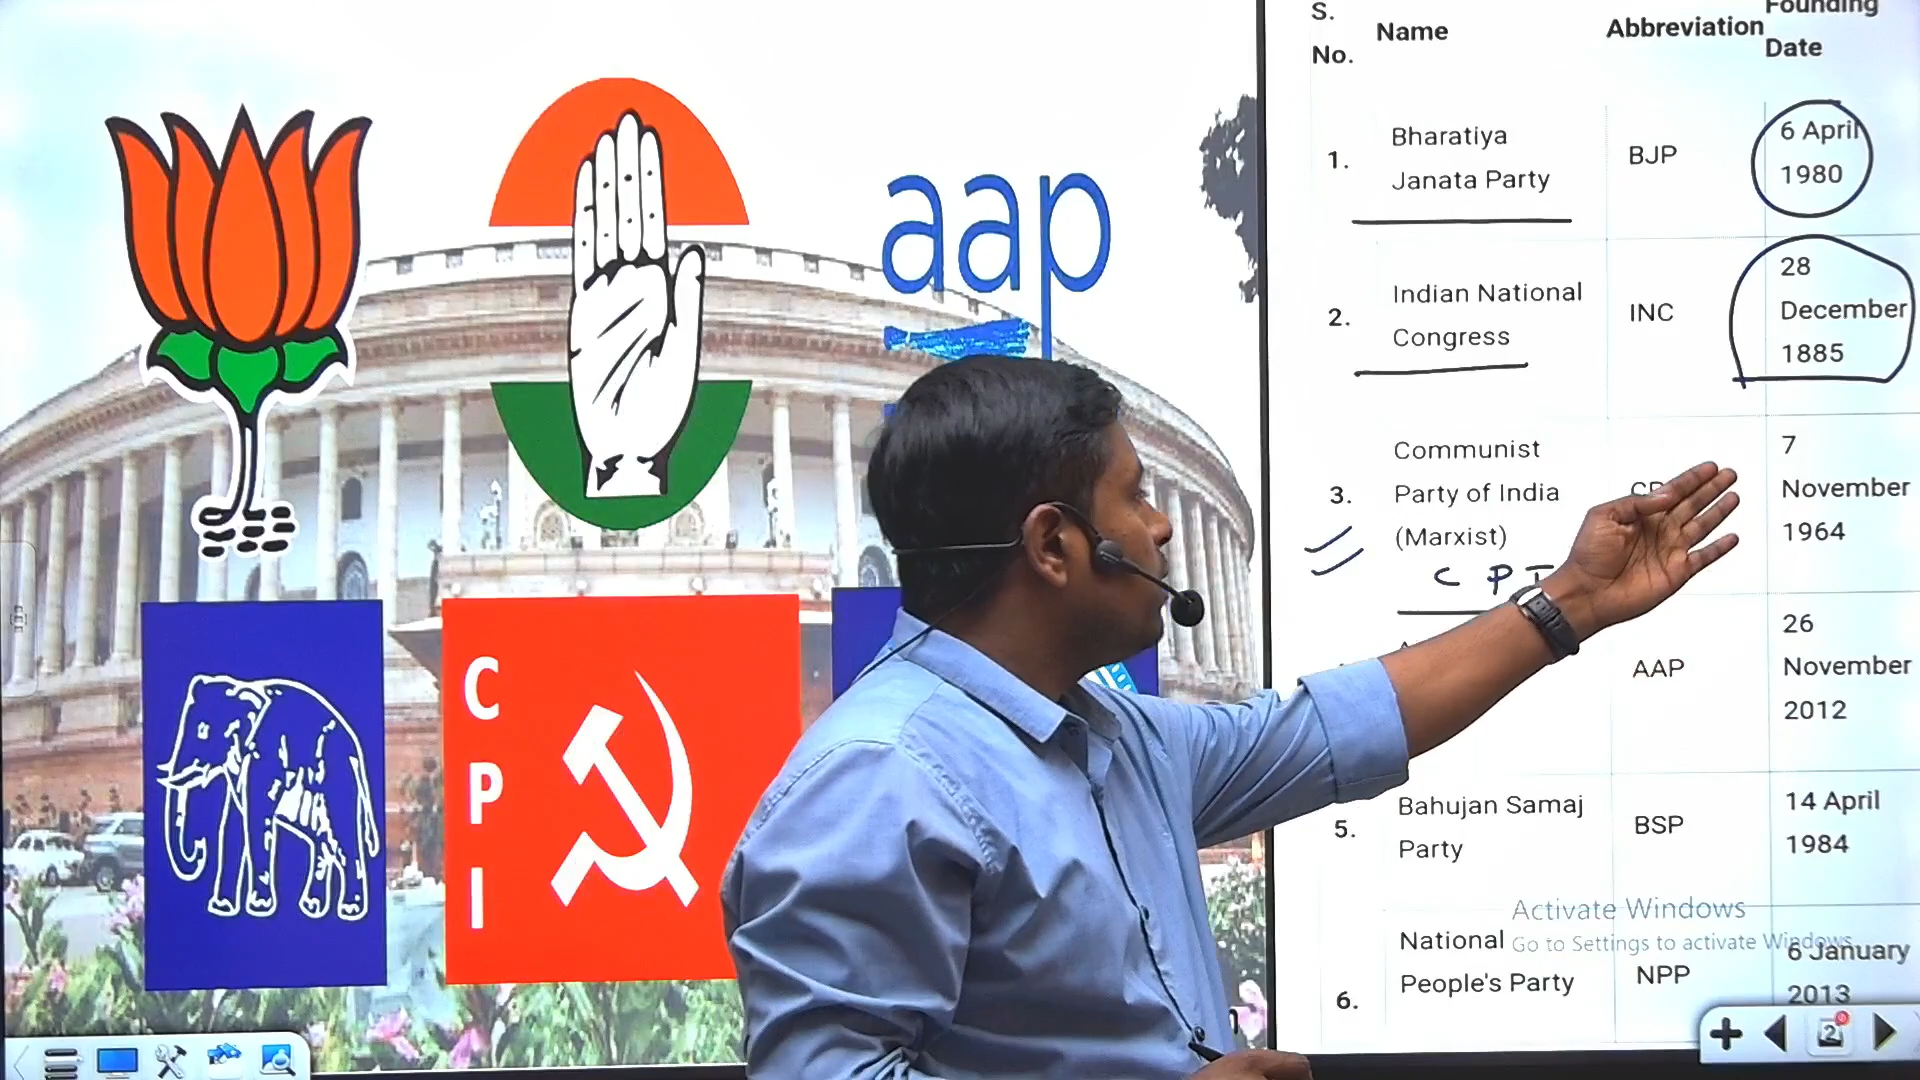 aap
C
P
I
S.
No.
Name
Abbreviation
Founding
Date
1.
Bharatiya
Janata Party
BJP
6 April
1980
2.
Indian National
Congress
INC
28
December
1885
3.
Communist
Party of India
(Marxist)
C P I
7
November
1964
AAP
26
November
2012
5.
Bahujan Samaj
Party
BSP
14 April
1984
Activate Windows
Go to Settings to activate Windows.
6.
National
People's Party
NPP
6 January
2013
2